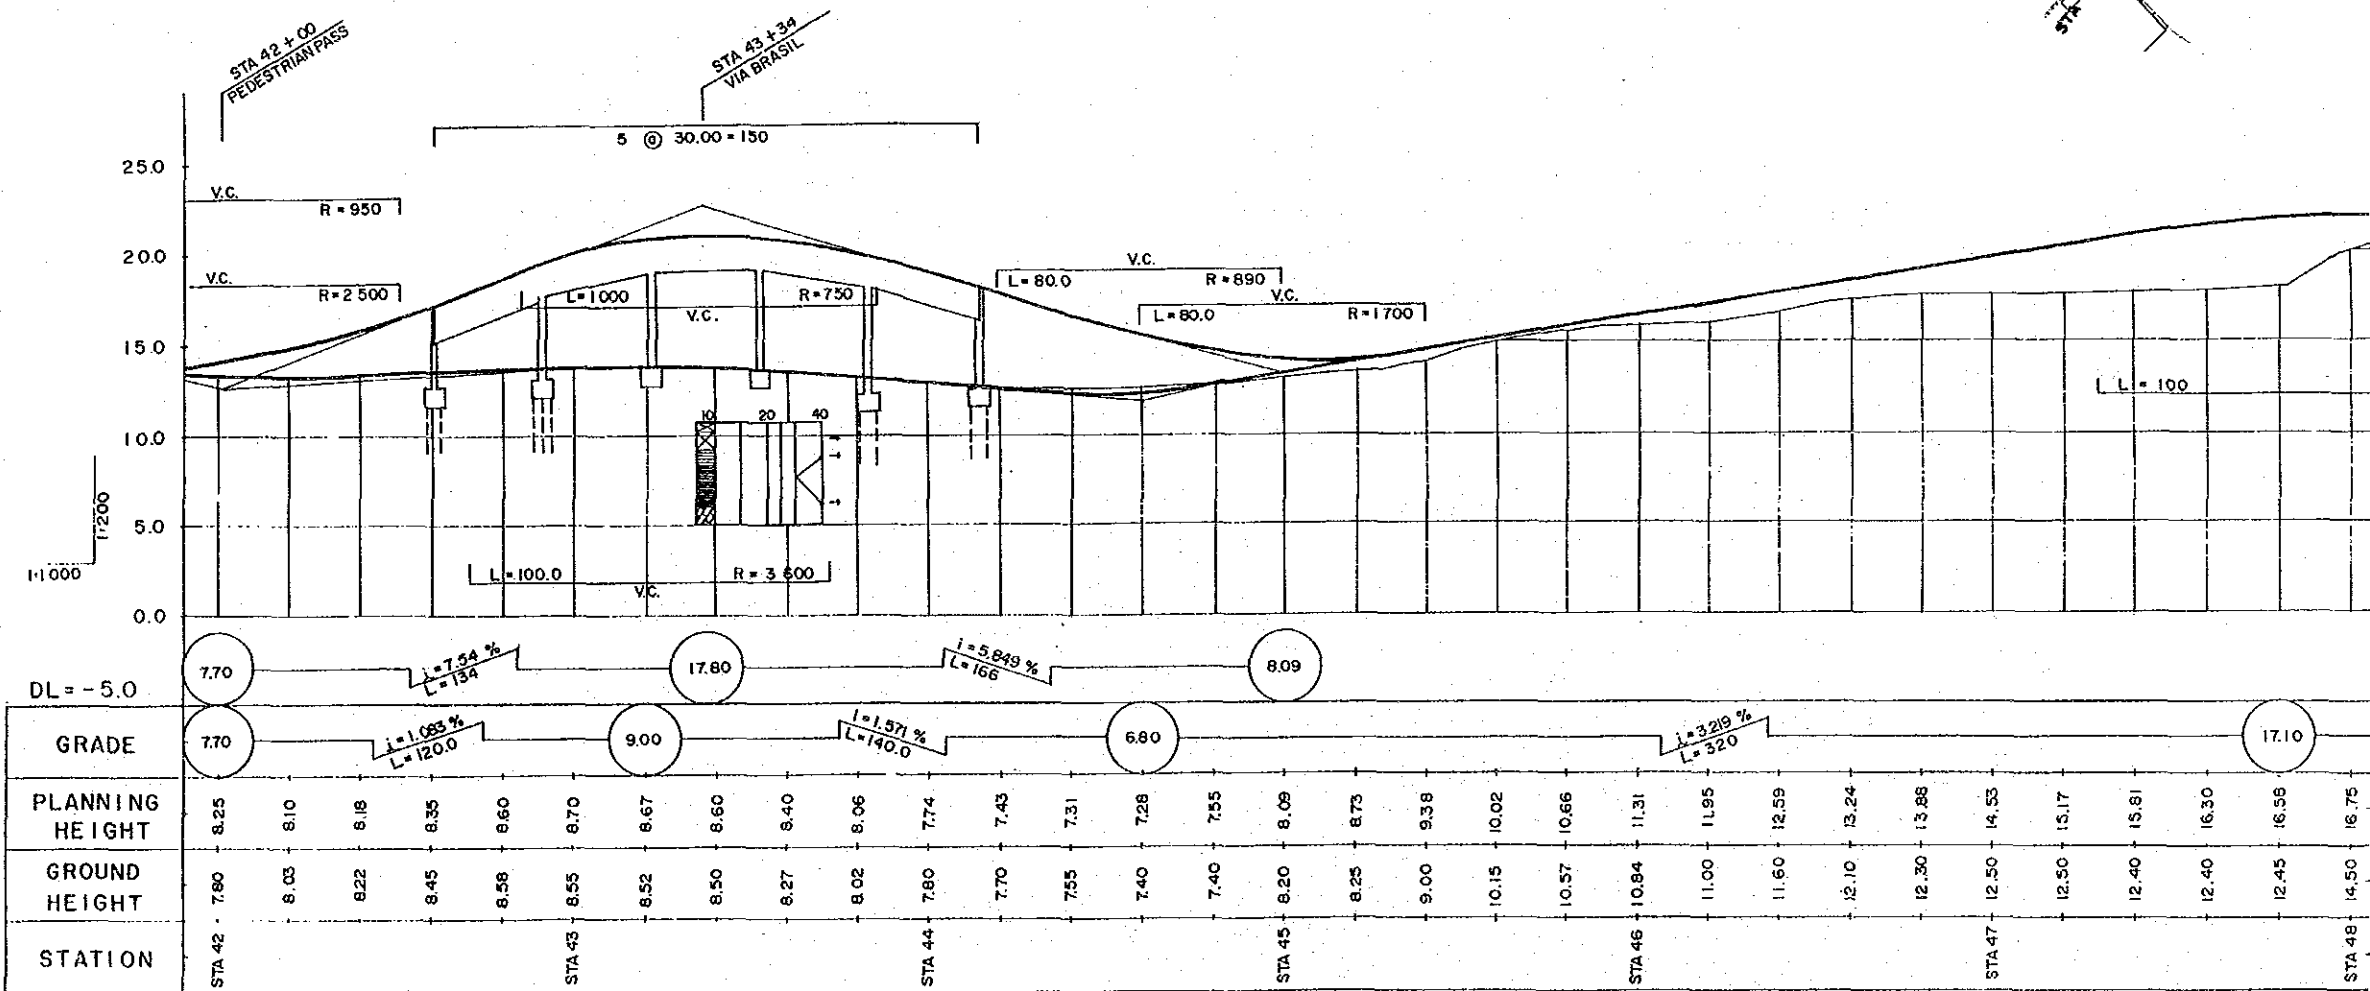 STA 42 + 00
PEDESTRIAN PASS
STA 43 + 34
VIA BRASIL
STA
5 @ 30.00 = 150
25.0
20.0
15.0
10.0
5.0
0.0
V.C.
R = 950
V.C.
R = 2 500
L = 1000
R = 750
V.C.
V.C.
L = 80.0
R = 890
V.C.
L = 80.0
R = 1700
L = 100
10
20
40
1:200
1:1000
L = 100.0
R = 3 600
V.C.
DL = - 5.0
7.70
i = 7.54 %
L = 134
17.80
i = 5.849 %
L = 166
8.09
GRADE
7.70
i = 1.083 %
L = 120.0
9.00
i = 1.571 %
L = 140.0
6.80
i = 3.219 %
L = 320
17.10
PLANNING HEIGHT
8.25 8.10 8.18 8.35 8.60 8.70 8.67 8.60 8.40 8.06 7.74 7.43 7.31 7.28 7.55 8.09 8.73 9.38 10.02 10.66 11.31 11.95 12.59 13.24 13.88 14.53 15.17 15.81 16.30 16.58 16.75
GROUND HEIGHT
7.80 8.03 8.22 8.45 8.58 8.55 8.52 8.50 8.27 8.02 7.80 7.70 7.55 7.40 7.40 8.20 8.25 9.00 10.15 10.57 10.84 11.00 11.60 12.10 12.30 12.50 12.50 12.40 12.40 12.45 14.50
STATION
STA 42 STA 43 STA 44 STA 45 STA 46 STA 47 STA 48